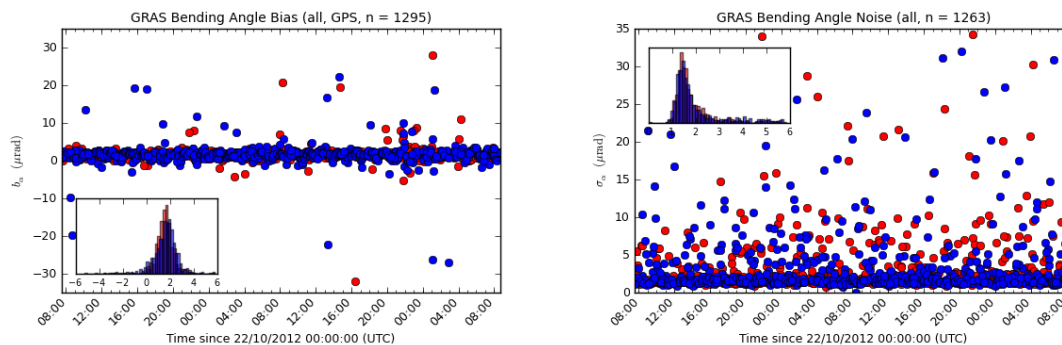 GRAS Bending Angle Bias (all, GPS, n = 1295)
30
20
10
0
−10
−20
−30
b_α (μrad)
−6 −4 −2 0 2 4 6
08:00 12:00 16:00 20:00 00:00 04:00 08:00 12:00 16:00 20:00 00:00 04:00 08:00
Time since 22/10/2012 00:00:00 (UTC)
GRAS Bending Angle Noise (all, n = 1263)
35
30
25
20
15
10
5
0
σ_α (μrad)
1 2 3 4 5 6
08:00 12:00 16:00 20:00 00:00 04:00 08:00 12:00 16:00 20:00 00:00 04:00 08:00
Time since 22/10/2012 00:00:00 (UTC)